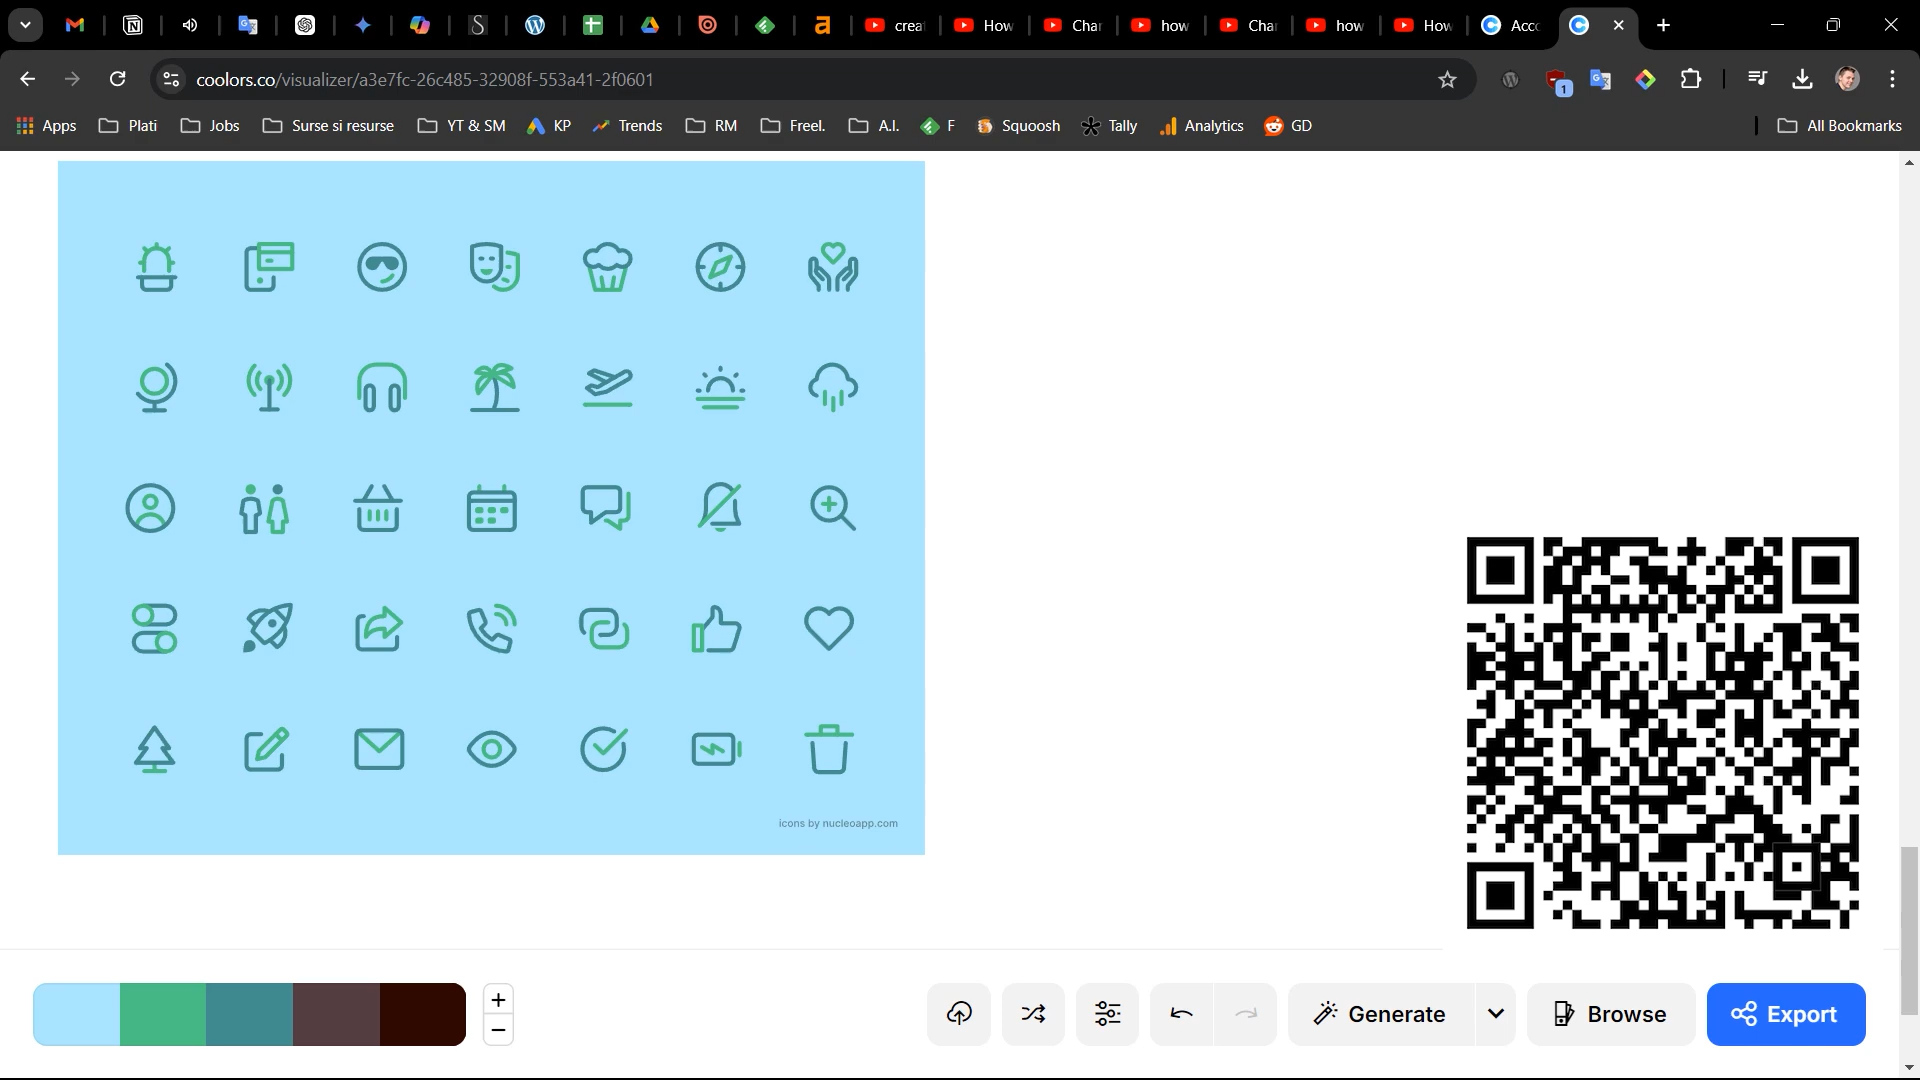 crea
How
Cha
how
Cha
how
How
Acc
coolors.co/visualizer/a3e7fc-26c485-32908f-553a41-2f0601
1
Apps
Plati
Jobs
Surse si resurse
YT & SM
KP
Trends
RM
Freel.
A.I.
F
Squoosh
Tally
Analytics
GD
All Bookmarks
icons by nucleoapp.com
Generate
Browse
Export